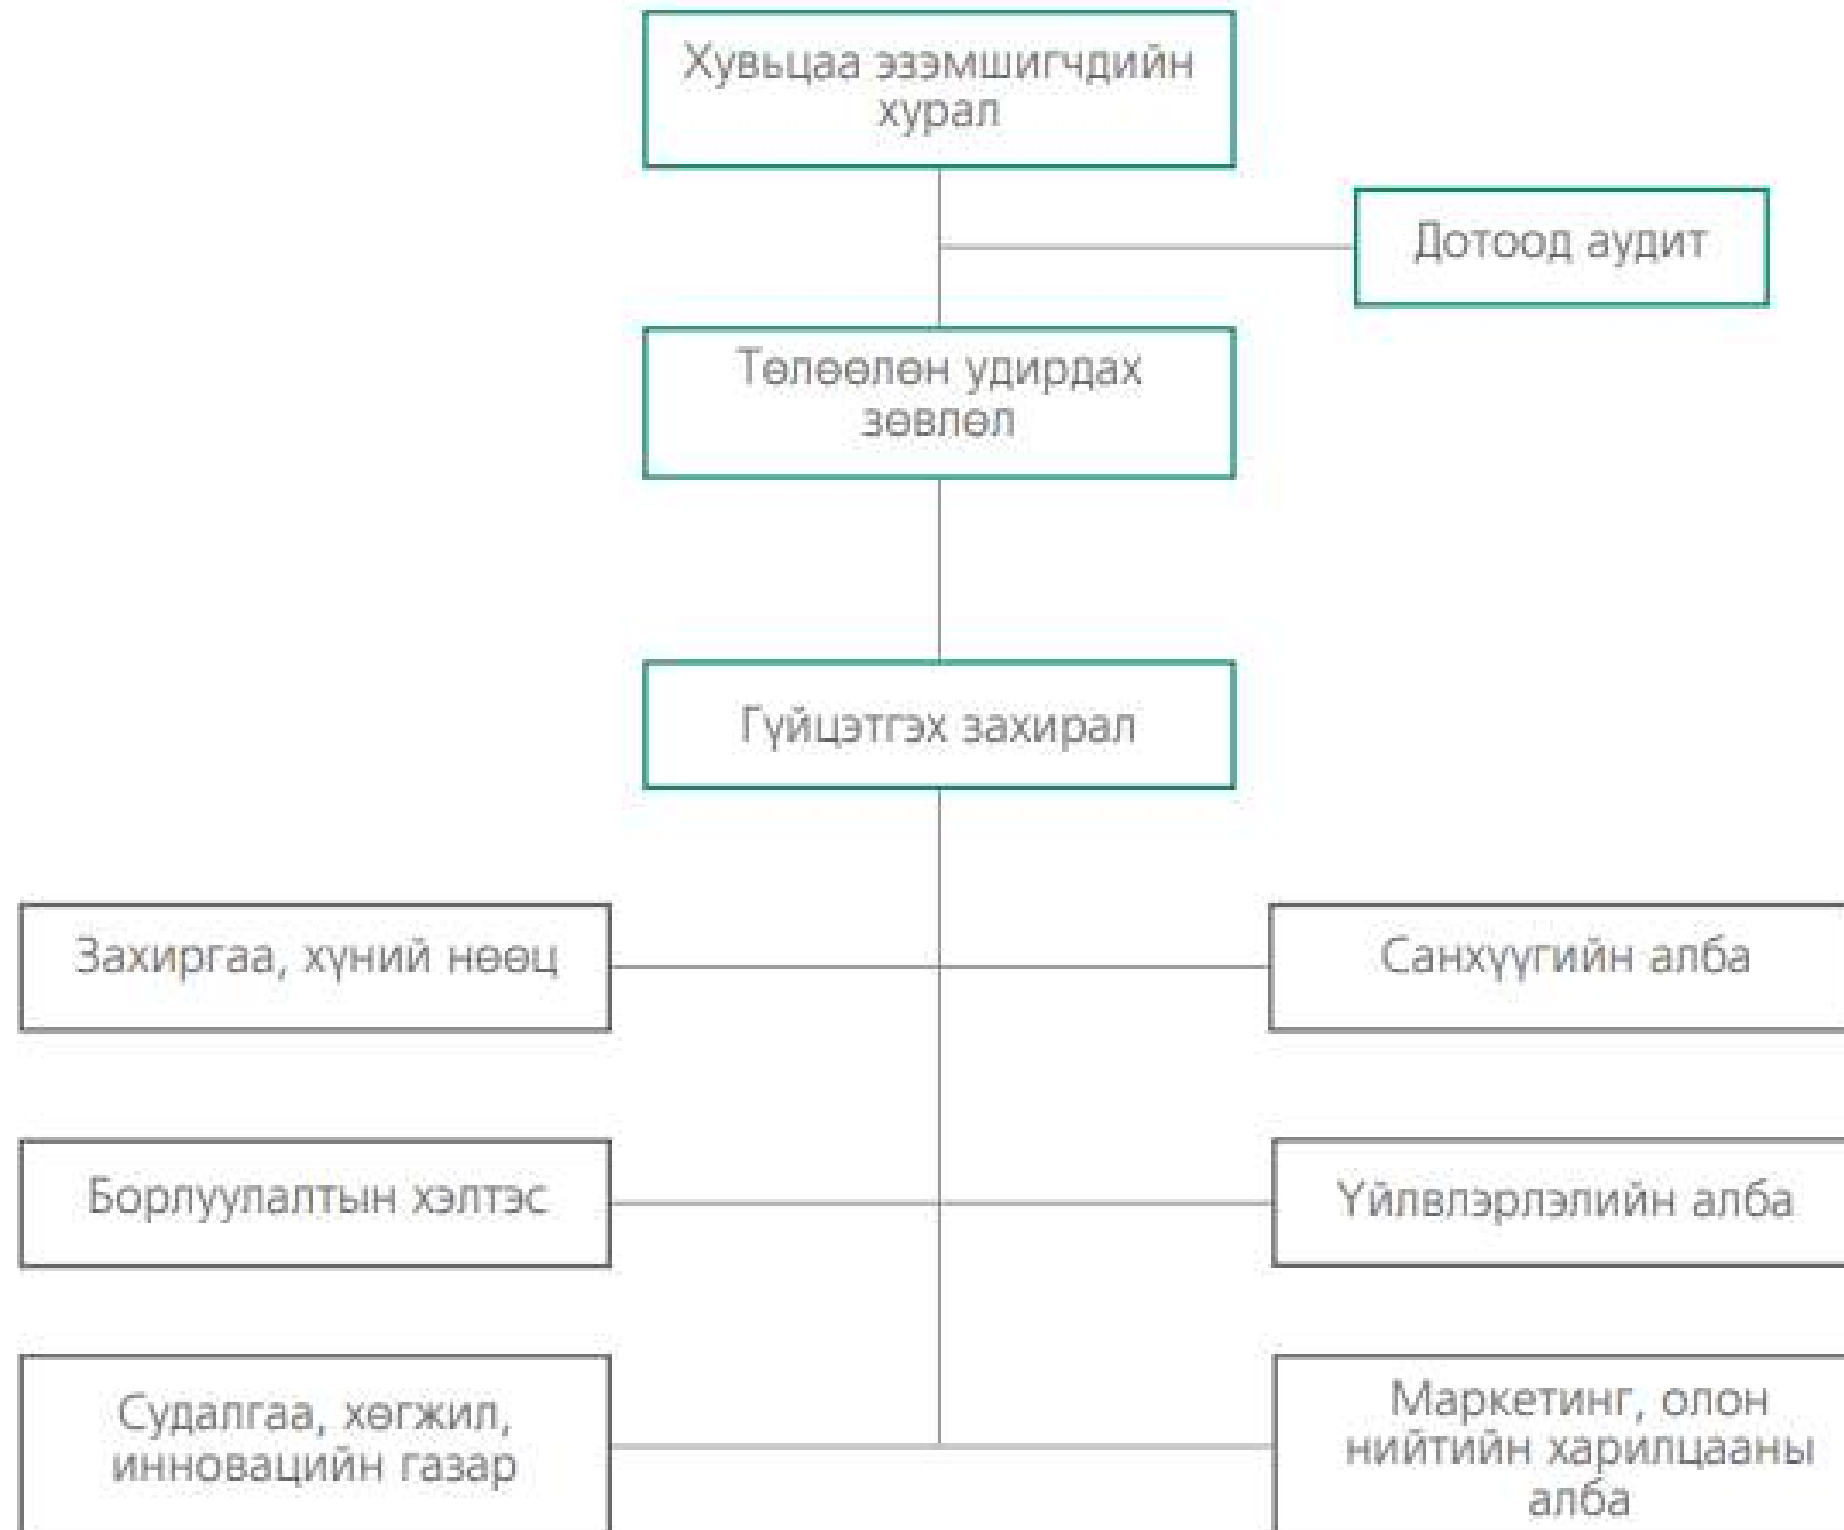 Хувьцаа эзэмшигчдийн
хурал
Дотоод аудит
Төлөөлөн удирдах
зөвлөл
Гүйцэтгэх захирал
Захиргаа, хүний нөөц
Санхүүгийн алба
Борлуулалтын хэлтэс
Үйлвлэрлэлийн алба
Судалгаа, хөгжил,
инновацийн газар
Маркетинг, олон
нийтийн харилцааны
алба